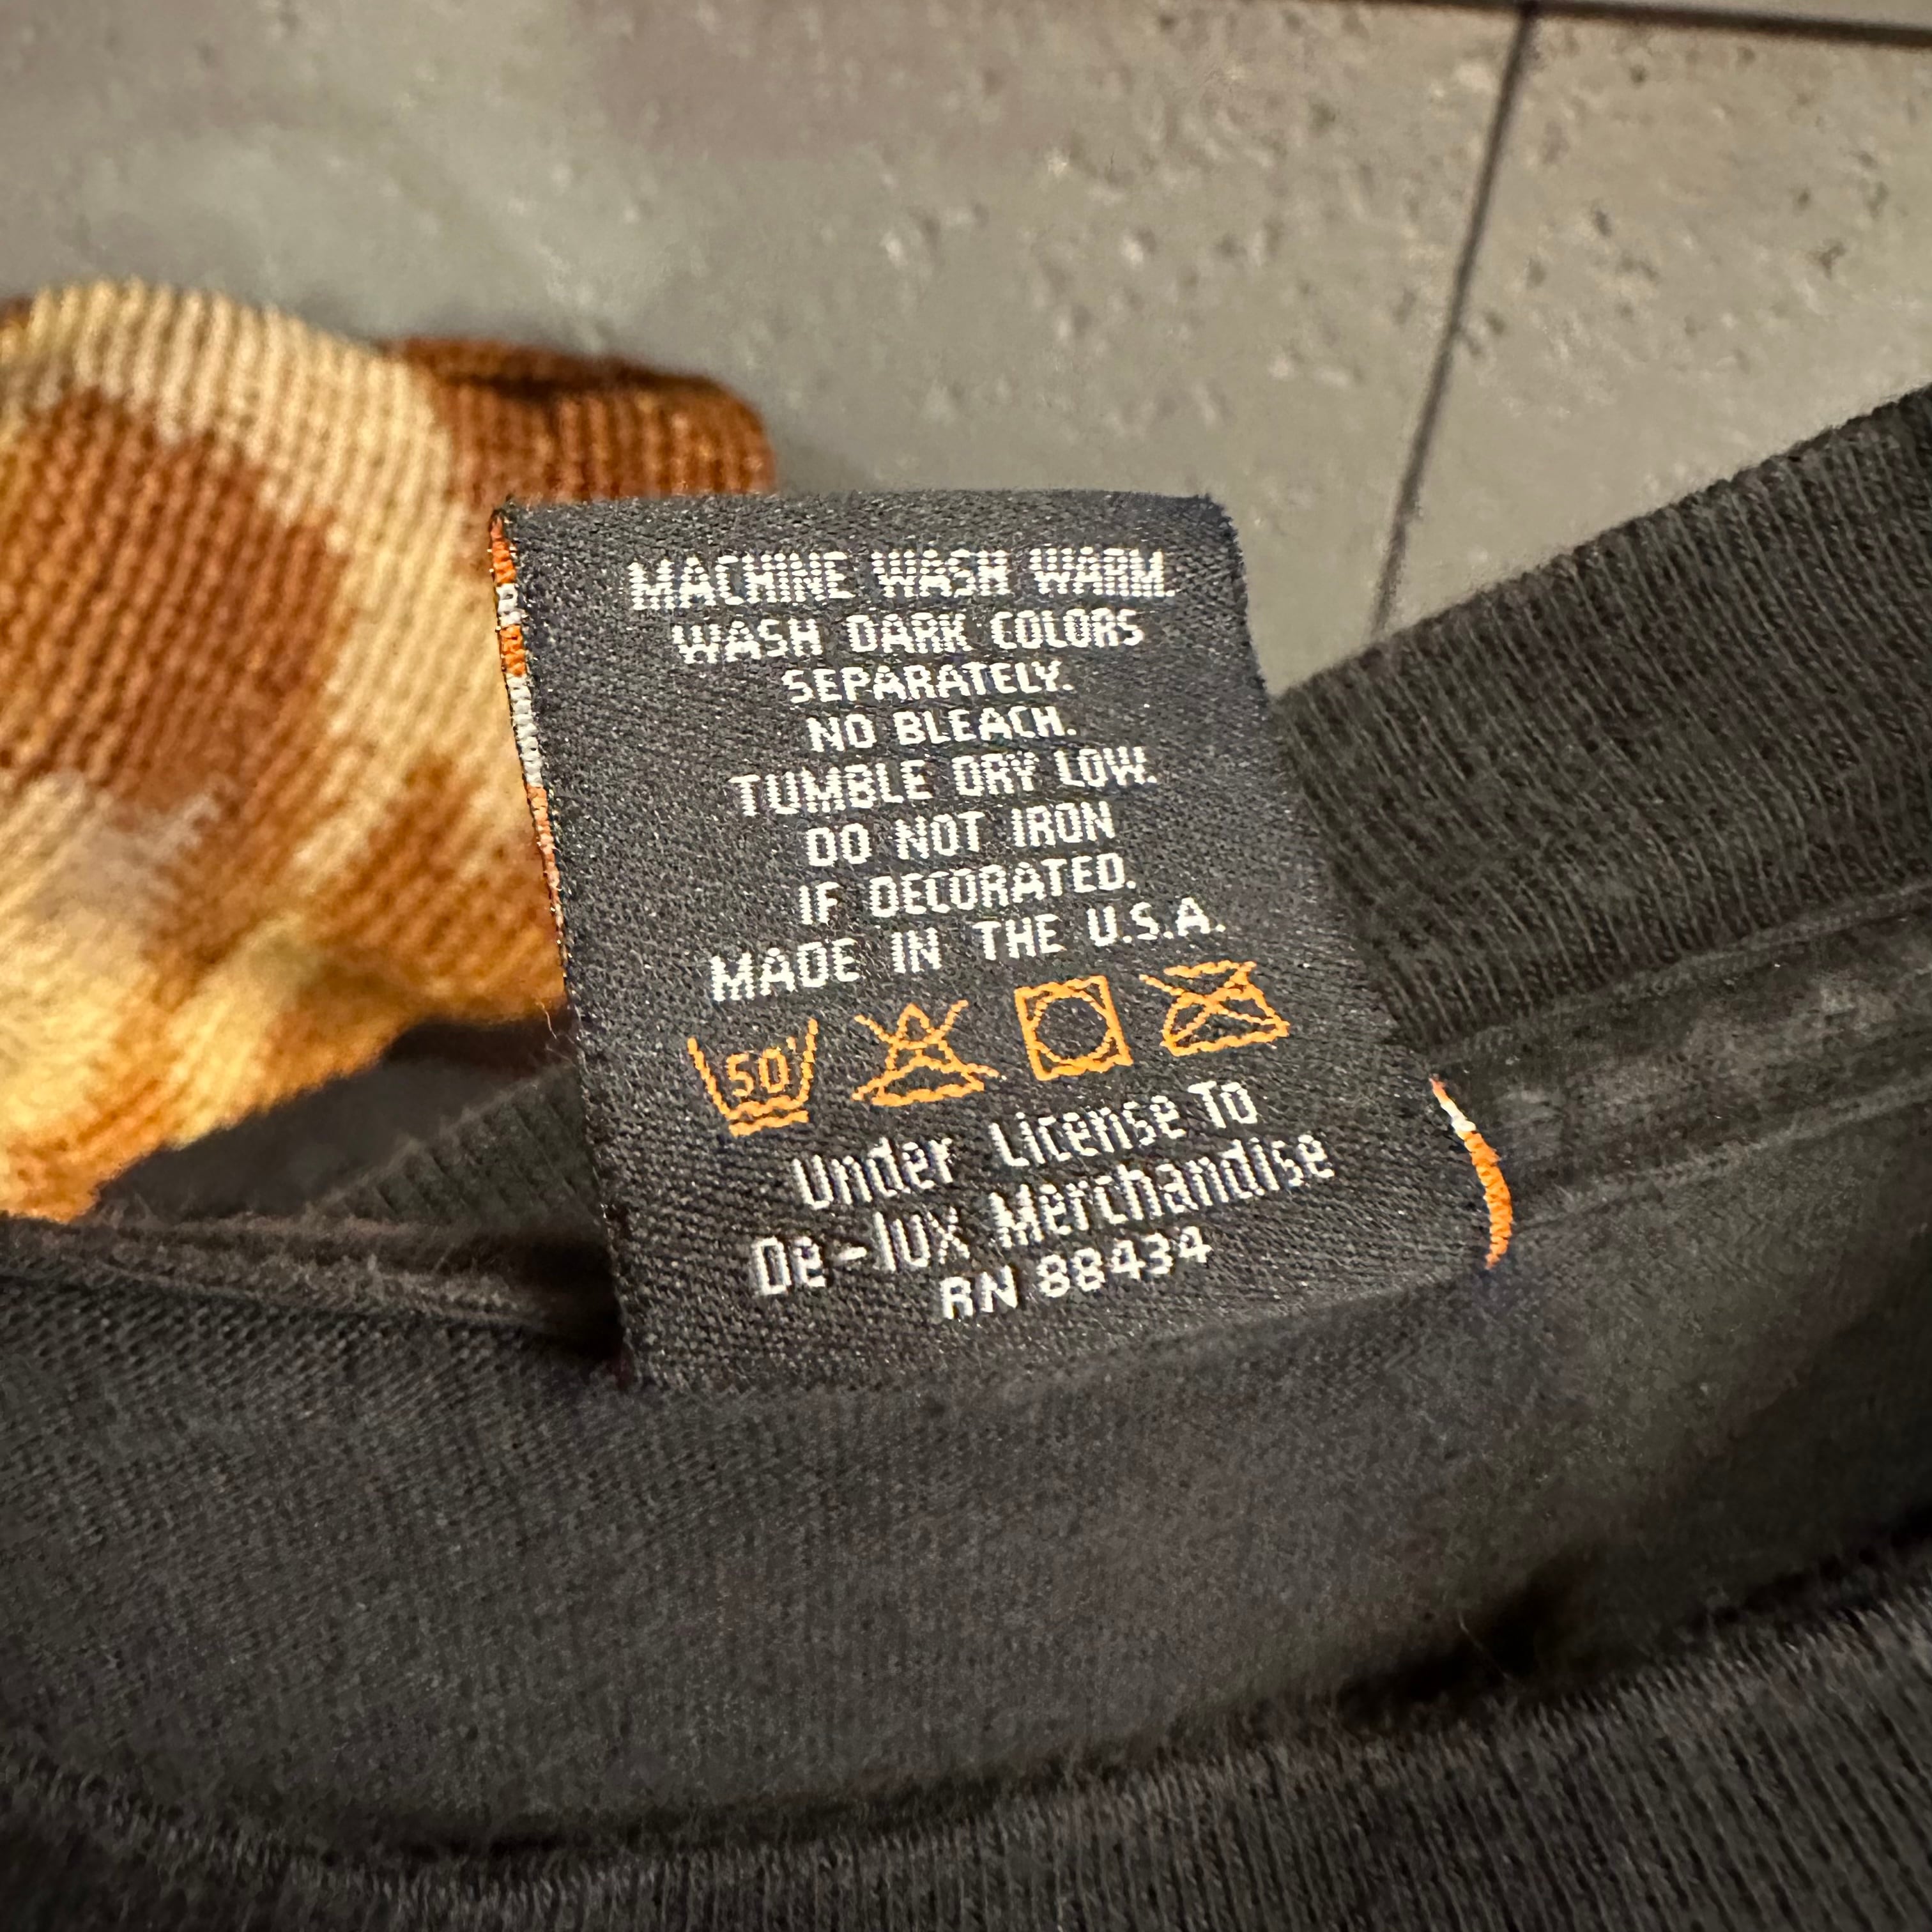 MACHINE WASH WARM.
WASH DARK COLORS
SEPARATELY.
NO BLEACH.
TUMBLE DRY LOW.
DO NOT IRON
IF DECORATED.
MADE IN THE U.S.A.
50°
Under License To
De-lux Merchandise
RN 88434